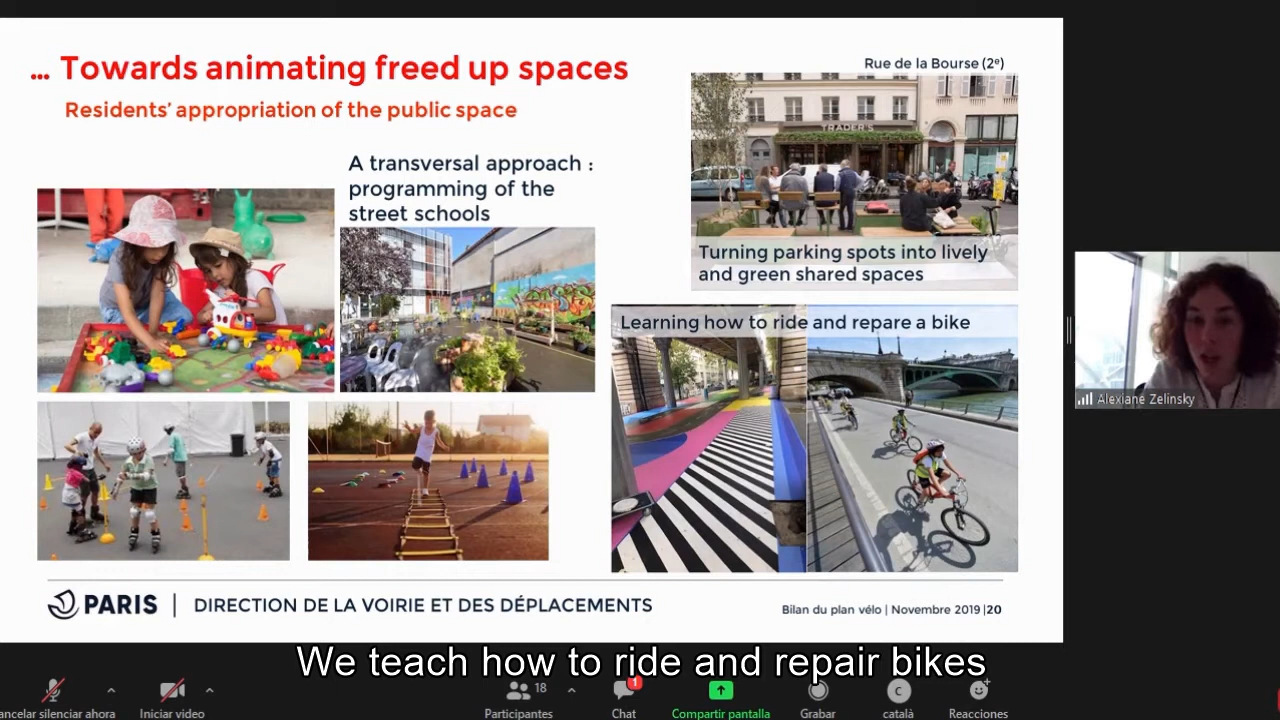 ... Towards animating freed up spaces
Residents' appropriation of the public space
Rue de la Bourse (2ᵉ)
TRADER'S
Turning parking spots into lively
and green shared spaces
A transversal approach :
programming of the
street schools
Learning how to ride and repare a bike
Alexiane Zelinsky
PARIS | DIRECTION DE LA VOIRIE ET DES DÉPLACEMENTS
Bilan du plan vélo | Novembre 2019 |20
We teach how to ride and repair bikes
18
1
C
ancelar silenciar ahora
Iniciar video
Participantes
Chat
Compartir pantalla
Grabar
català
Reacciones